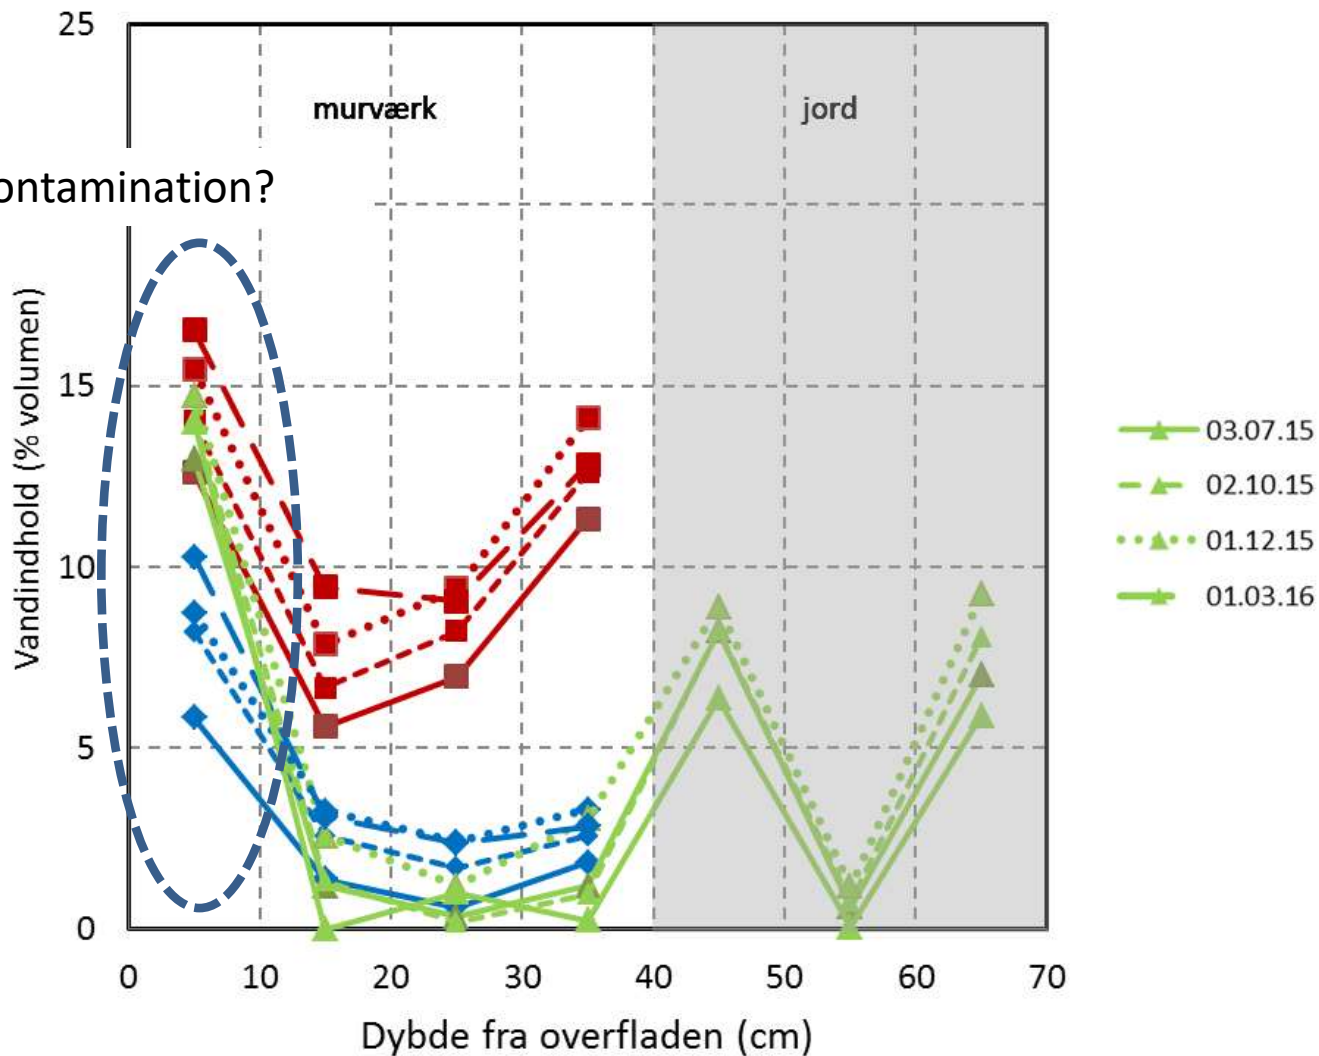 25
murværk
jord
ontamination?
Vandindhold (% volumen)
15
10
5
0
0 10 20 30 40 50 60 70
Dybde fra overfladen (cm)
03.07.15
02.10.15
01.12.15
01.03.16